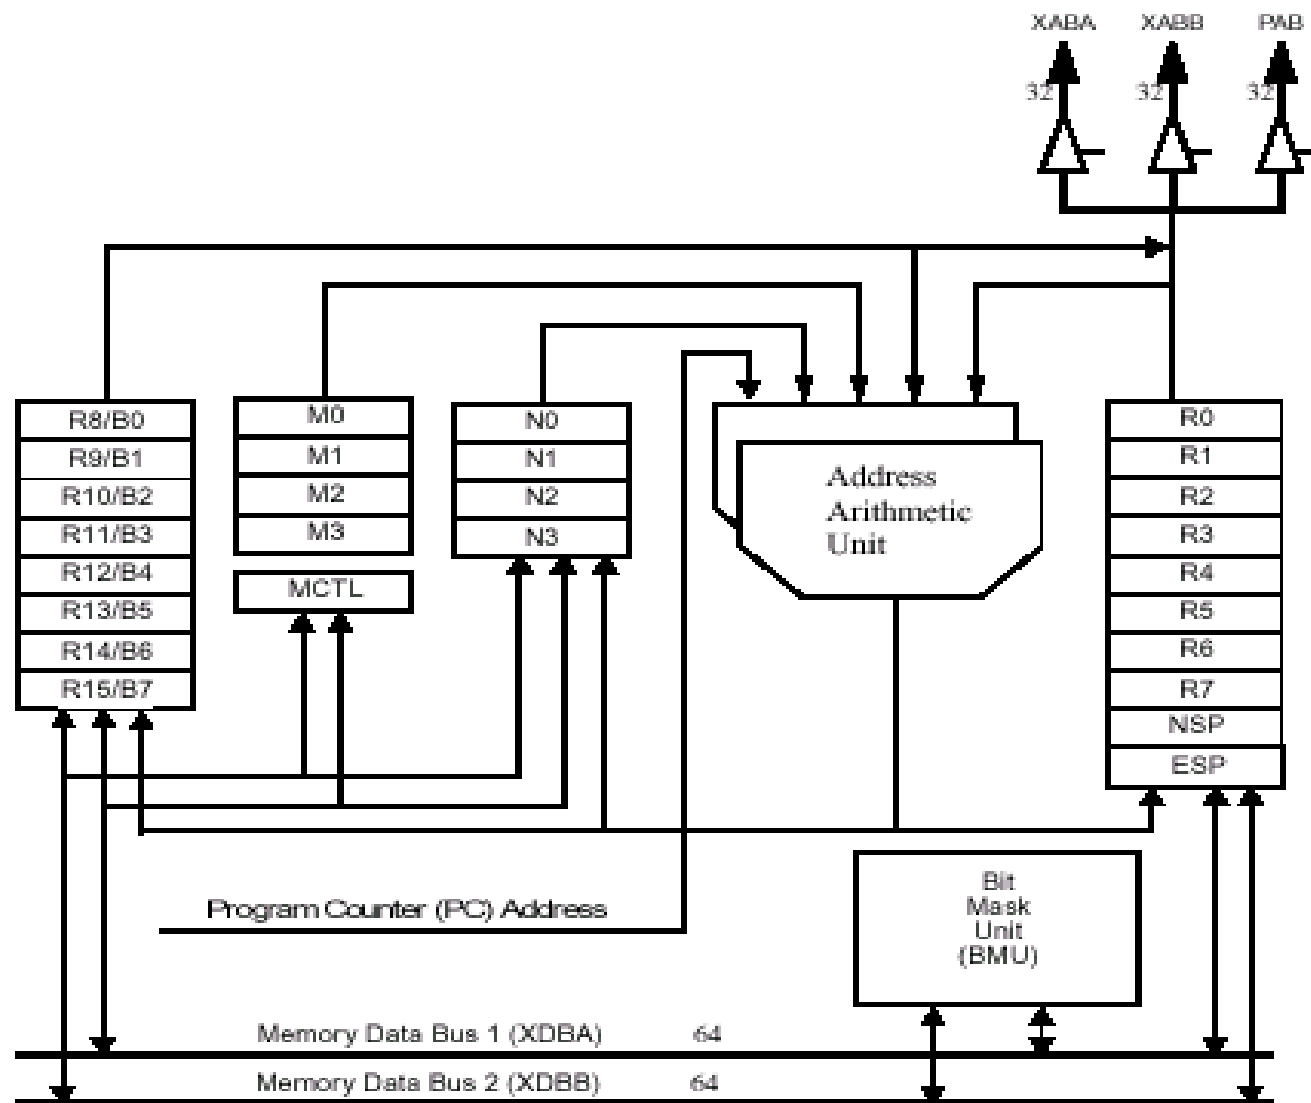 XABA XABB PAB
32 32 32
R8/B0
R9/B1
R10/B2
R11/B3
R12/B4
R13/B5
R14/B6
R15/B7
M0
M1
M2
M3
MCTL
N0
N1
N2
N3
Address
Arithmetic
Unit
R0
R1
R2
R3
R4
R5
R6
R7
NSP
ESP
Program Counter (PC) Address
Bit
Mask
Unit
(BMU)
Memory Data Bus 1 (XDBA) 64
Memory Data Bus 2 (XDBB) 64